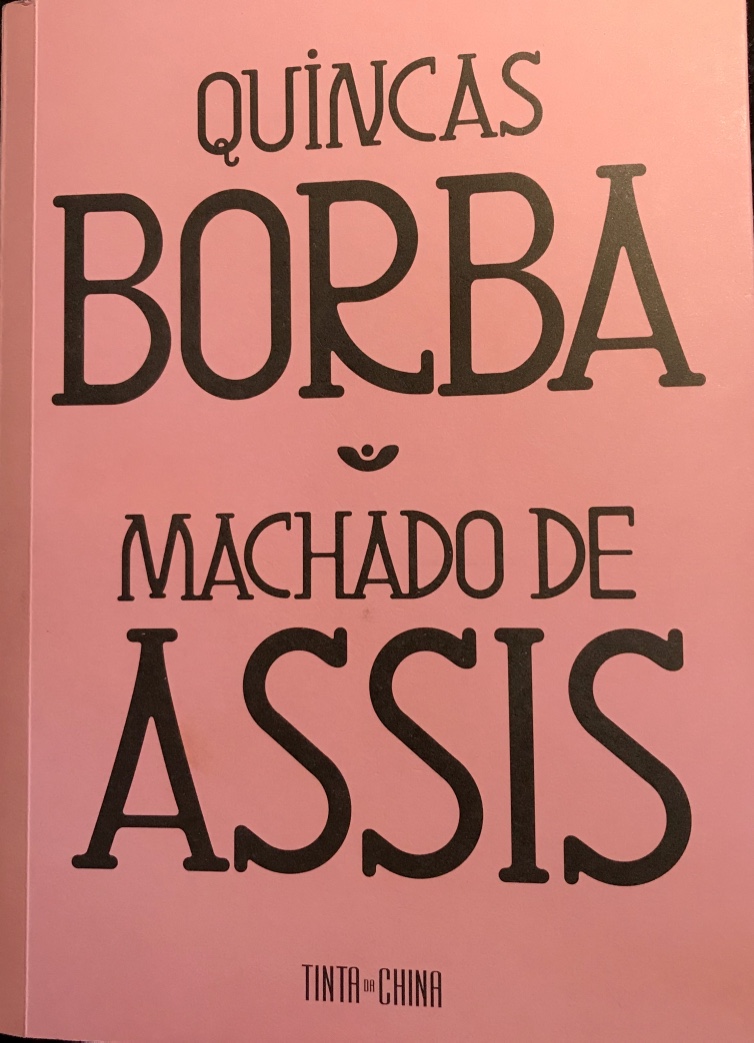 QUINCAS
BORBA
MACHADO DE
ASSIS
TINTA DA CHINA